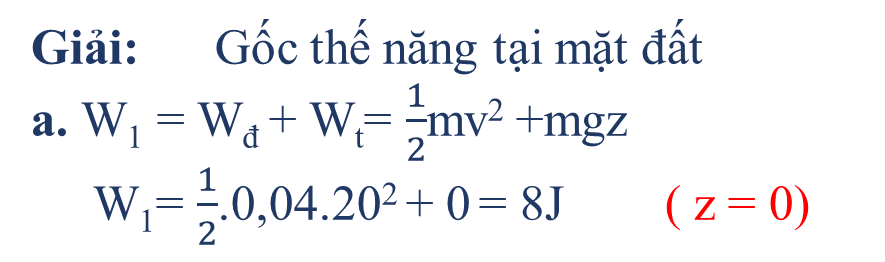 Giải: Gốc thế năng tại mặt đất
a. W₁ = Wđ + Wt= 1/2mv² +mgz
W₁= 1/2.0,04.20² + 0 = 8J ( z = 0)